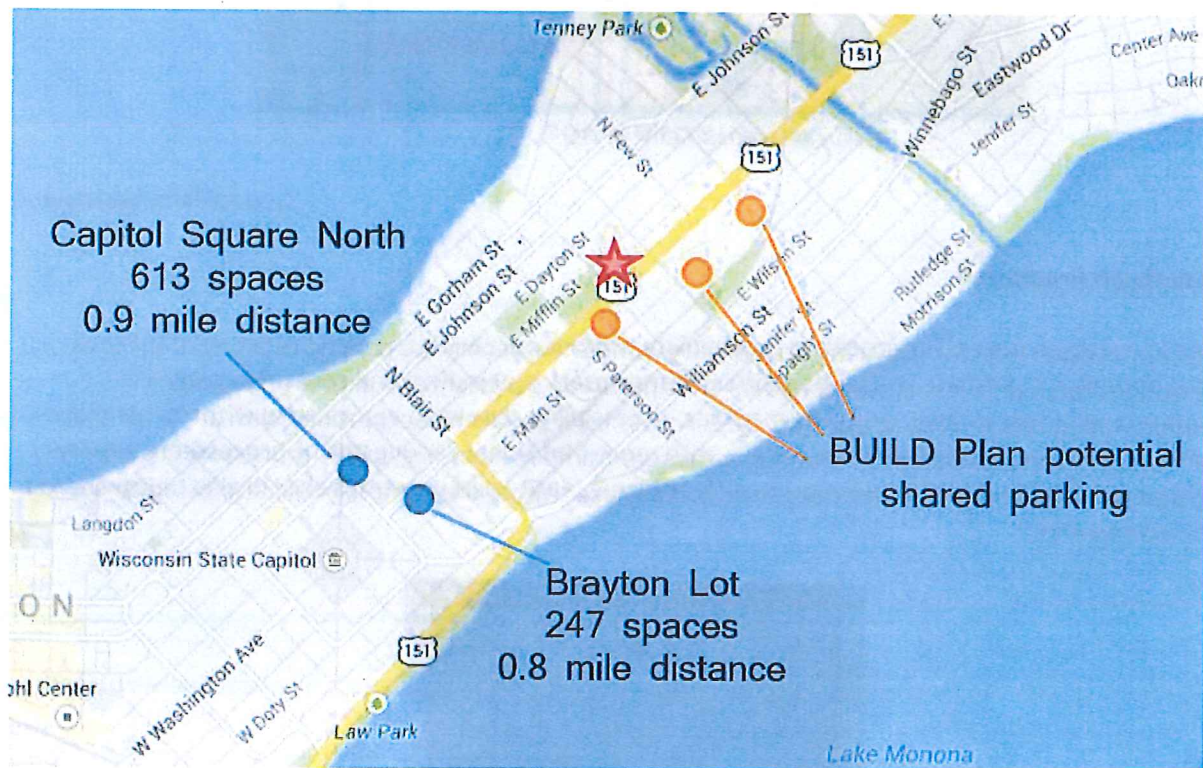 Tenney Park
E Johnson St
151
Center Ave
Eastwood Dr
Winnebago St
Jenifer St
N Few St
151
Capitol Square North
613 spaces
0.9 mile distance
E Gorham St
E Johnson St
E Dayton St
E Mifflin St
151
E Wilson St
Rutledge St
Morrison St
Williamson St
Jenifer St
paigh St
S Paterson St
N Blair St
E Main St
BUILD Plan potential
shared parking
Langdon St
Wisconsin State Capitol
O N
Brayton Lot
247 spaces
0.8 mile distance
151
ohl Center
W Washington Ave
W Doty St
Law Park
Lake Monona